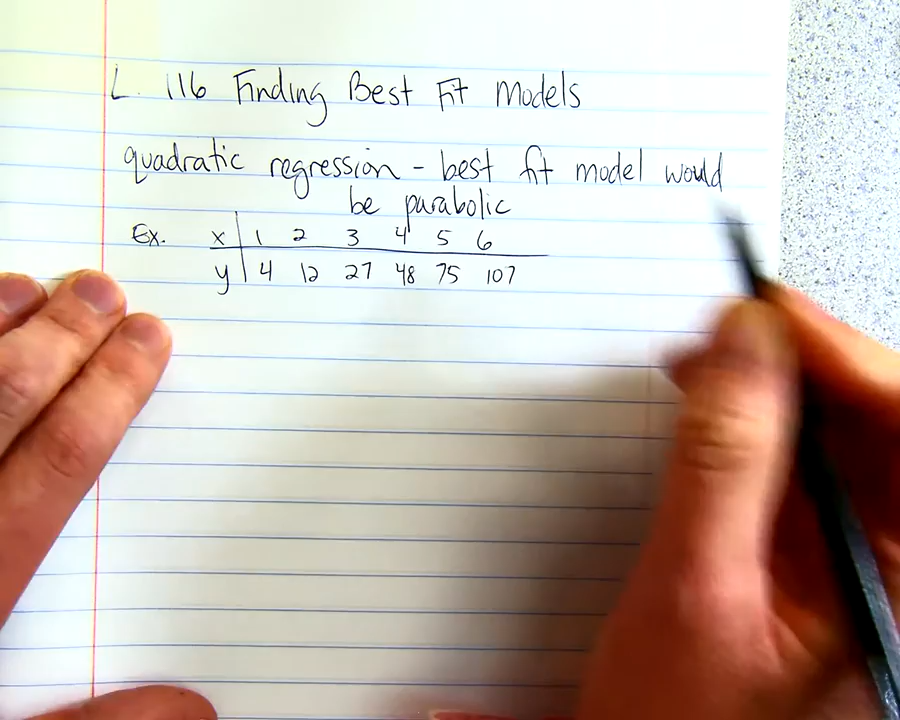 L. 116 Finding Best Fit Models
quadratic regression - best fit model would
be parabolic
Ex. x | 1 2 3 4 5 6
y | 4 12 27 48 75 107